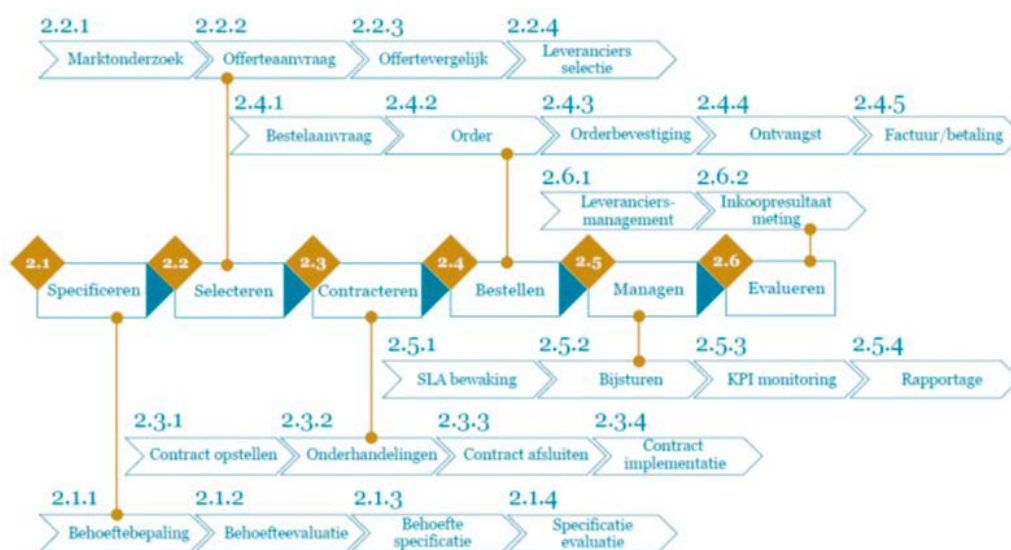 2.2.1 2.2.2 2.2.3 2.2.4
Marktonderzoek Offerteaanvraag Offertevergelijk Leveranciers
selectie
2.4.1 2.4.2 2.4.3 2.4.4 2.4.5
Bestelaanvraag Order Orderbevestiging Ontvangst Factuur/betaling
2.6.1 2.6.2
Leveranciers- Inkoopresultaat
management meting
2.1 2.2 2.3 2.4 2.5 2.6
Specificeren Selecteren Contracteren Bestellen Managen Evalueren
2.5.1 2.5.2 2.5.3 2.5.4
SLA bewaking Bijsturen KPI monitoring Rapportage
2.3.1 2.3.2 2.3.3 2.3.4
Contract opstellen Onderhandelingen Contract afsluiten Contract
implementatie
2.1.1 2.1.2 2.1.3 2.1.4
Behoeftebepaling Behoefteevaluatie Behoefte Specificatie
specificatie evaluatie